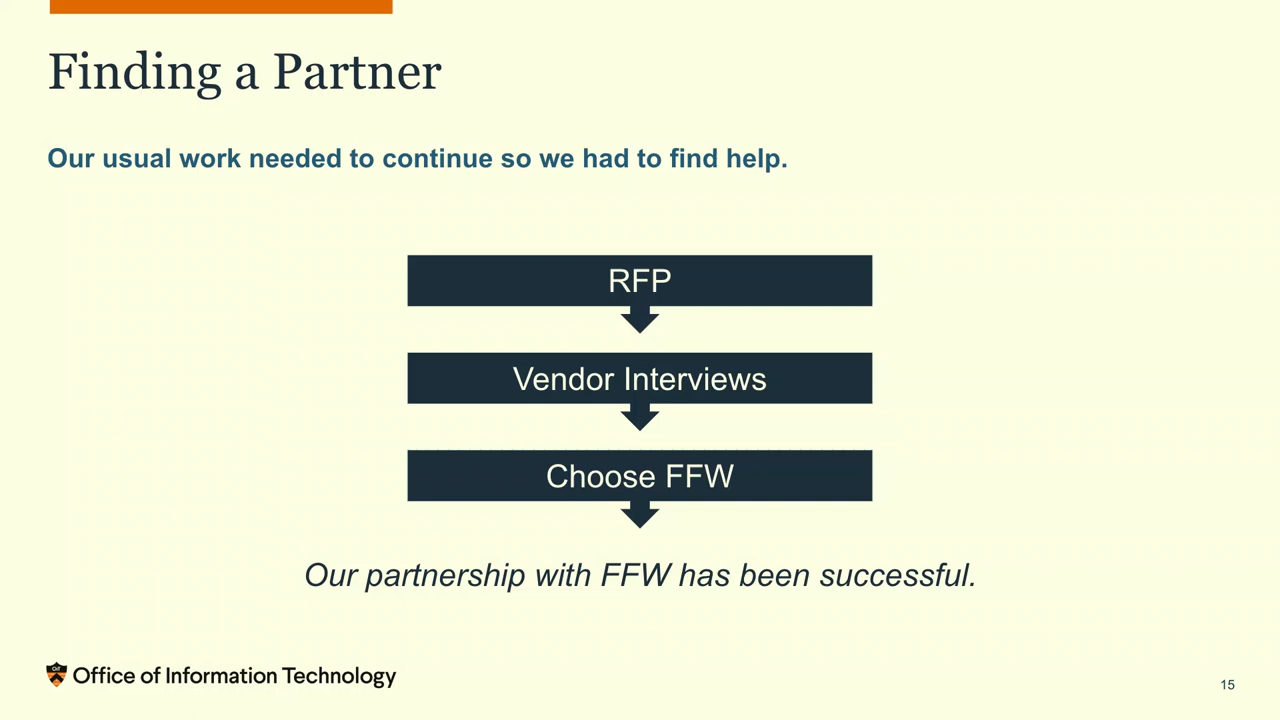 Finding a Partner
Our usual work needed to continue so we had to find help.
RFP
Vendor Interviews
Choose FFW
Our partnership with FFW has been successful.
Office of Information Technology
15